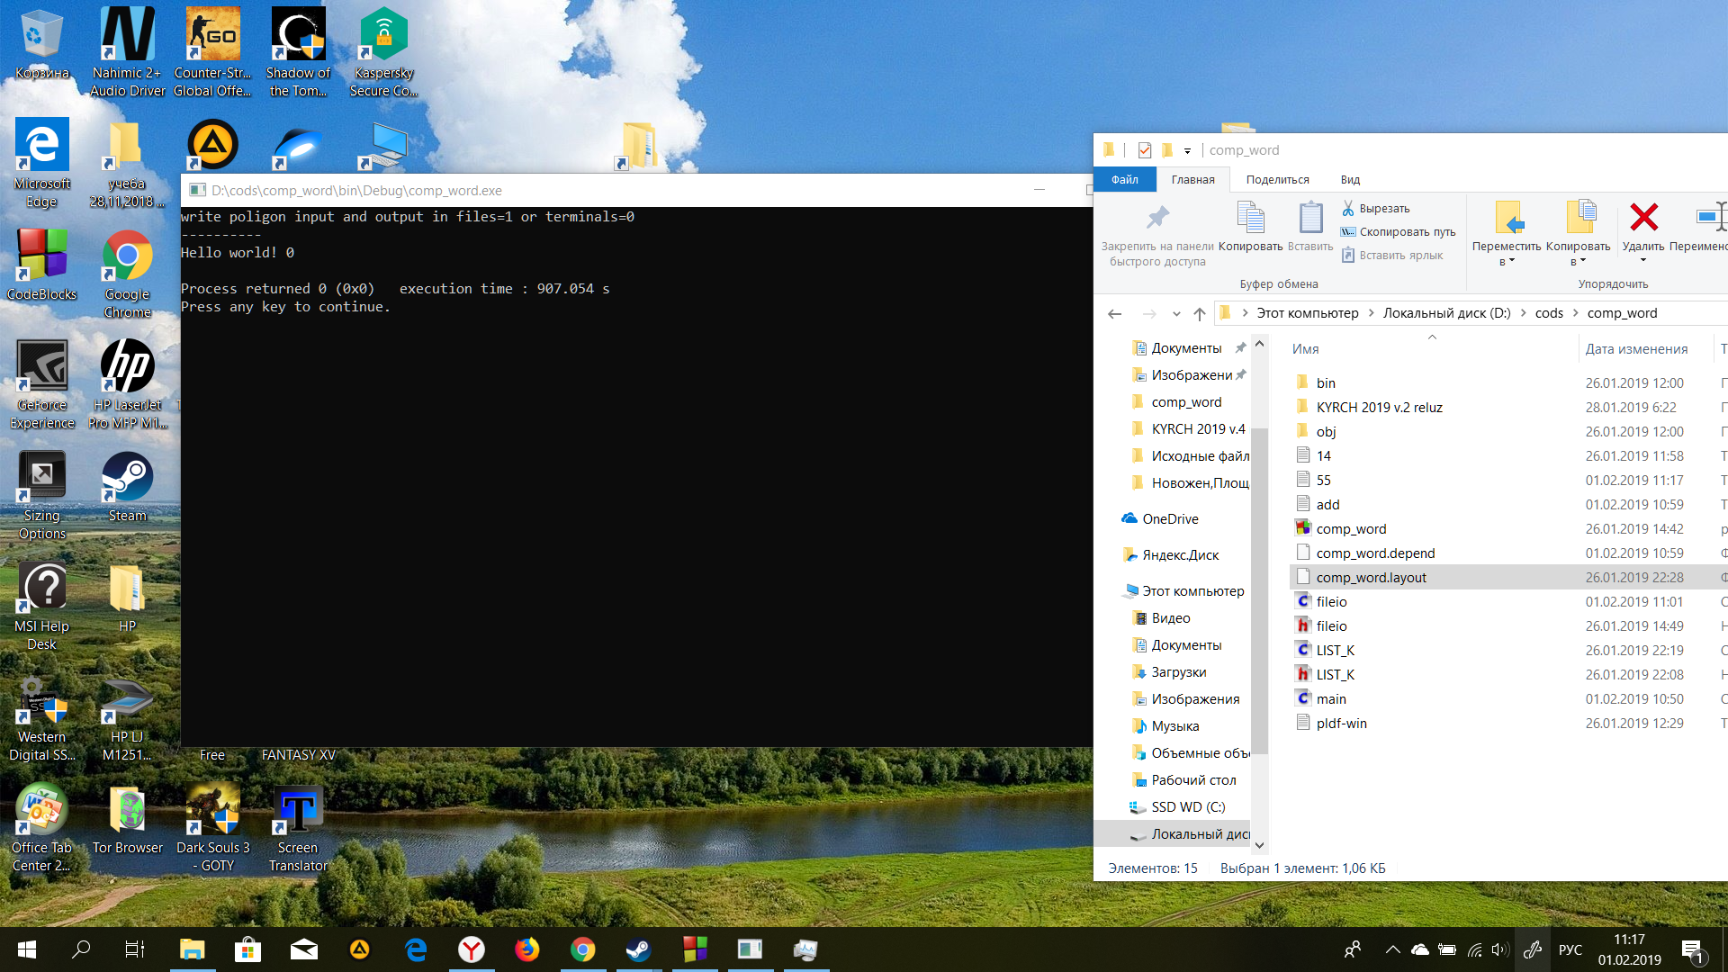 Корзина
Nahimic 2+
Audio Driver
Counter-Str...
Global Offe...
GO
Shadow of
the Tom...
Kaspersky
Secure Co...
Microsoft
Edge
учеба
28,11,2018 ...
CodeBlocks
Google
Chrome
GeForce
Experience
HP LaserJet
Pro MFP M1...
Sizing
Options
Steam
MSI Help
Desk
HP
Western
Digital SS...
HP LJ
M1251...
Free
FANTASY XV
Office Tab
Center 2...
Tor Browser
Dark Souls 3
- GOTY
Screen
Translator
D:\cods\comp_word\bin\Debug\comp_word.exe
write poligon input and output in files=1 or terminals=0
----------
Hello world! 0
Process returned 0 (0x0)   execution time : 907.054 s
Press any key to continue.
comp_word
Файл
Главная
Поделиться
Вид
Закрепить на панели
быстрого доступа
Копировать
Вставить
Вырезать
Скопировать путь
Вставить ярлык
Буфер обмена
Переместить
в
Копировать
в
Удалить
Переимено
Упорядочить
Этот компьютер > Локальный диск (D:) > cods > comp_word
Документы
Изображени
comp_word
KYRCH 2019 v.4
Исходные файл
Новожен,Площ
OneDrive
Яндекс.Диск
Этот компьютер
Видео
Документы
Загрузки
Изображения
Музыка
Объемные объ
Рабочий стол
SSD WD (C:)
Локальный дис
Имя Дата изменения Т
bin 26.01.2019 12:00
KYRCH 2019 v.2 reluz 28.01.2019 6:22
obj 26.01.2019 12:00
14 26.01.2019 11:58
55 01.02.2019 11:17
add 01.02.2019 10:59
comp_word 26.01.2019 14:42
comp_word.depend 01.02.2019 10:59
comp_word.layout 26.01.2019 22:28
fileio 01.02.2019 11:01
fileio 26.01.2019 14:49
LIST_K 26.01.2019 22:19
LIST_K 26.01.2019 22:08
main 01.02.2019 10:50
pldf-win 26.01.2019 12:29
Элементов: 15 Выбран 1 элемент: 1,06 КБ
РУС
11:17
01.02.2019
1